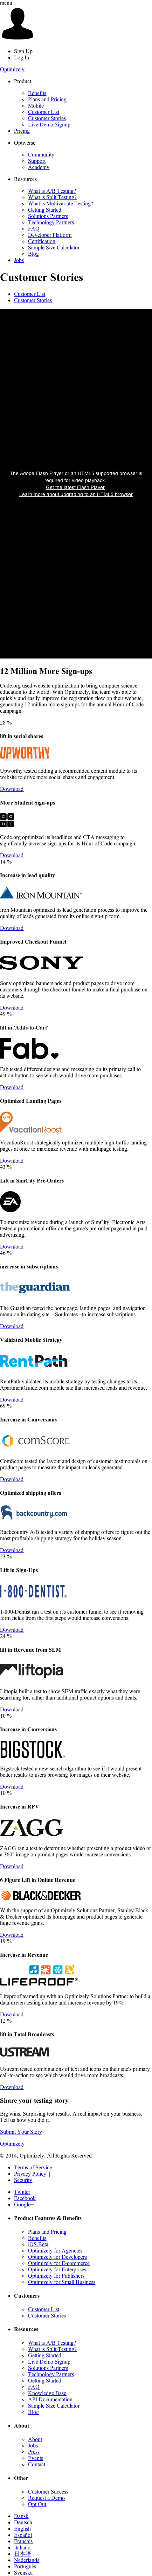 menu
Sign Up
Log In
Optimizely
Product
Benefits
Plans and Pricing
Mobile
Customer List
Customer Stories
Live Demo Signup
Pricing
Optiverse
Community
Support
Academy
Resources
What is A/B Testing?
What is Split Testing?
What is Multivariate Testing?
Getting Started
Solutions Partners
Technology Partners
FAQ
Developer Platform
Certification
Sample Size Calculator
Blog
Jobs
Customer Stories
Customer List
Customer Stories
The Adobe Flash Player or an HTML5 supported browser is
required for video playback.
Get the latest Flash Player
Learn more about upgrading to an HTML5 browser
12 Million More Sign-ups
Code.org used Optimizely to bring computer science
education to the world. With Optimizely, the team was able to
quickly and easily improve the registration flow on their website,
generating 12 million more sign-ups for the annual Hour of Code
campaign.
28 %
lift in social shares
UPWORTHY
Upworthy tested adding a recommended content module to its
website to drive more social shares and engagement.
Download
More Student Sign-ups
CO
DE
Code.org optimized its headlines and CTA messaging to
significantly increase sign-ups for its Hour of Code campaign.
Download
14 %
Increase in lead quality
IRON MOUNTAIN®
Iron Mountain optimized its lead generation process to improve the
quality of leads generated from its online sign-up form.
Download
Improved Checkout Funnel
SONY
Sony optimized banners ads and product pages to drive more
customers through the checkout funnel to make a final purchase on
its website.
Download
49 %
lift in 'Adds-to-Cart'
Fab
Fab tested different designs and messaging on its primary call to
action button to see which would drive more purchases.
Download
Optimized Landing Pages
VacationRoost
VacationRoost strategically optimized multiple high-traffic landing
pages at once to maximize revenue with multipage testing.
Download
43 %
Lift in SimCity Pre-Orders
EA
To maximize revenue during a launch of SimCity, Electronic Arts
tested a promotional offer on the game's pre-order page and in paid
advertising.
Download
46 %
increase in subscriptions
theguardian
The Guardian tested the homepage, landing pages, and navigation
menu on its dating site – Soulmates –to increase subscriptions.
Download
Validated Mobile Strategy
RentPath
RentPath validated its mobile strategy by testing changes to its
ApartmentGuide.com mobile site that increased leads and revenue.
Download
69 %
Increase in Conversions
comSCORE
ComScore tested the layout and design of customer testimonials on
product pages to measure the impact on leads generated.
Download
Optimized shipping offers
backcountry.com
Backcountry A/B tested a variety of shipping offers to figure out the
most profitable shipping strategy for the holiday season.
Download
23 %
Lift in Sign-Ups
1-800-DENTIST
1-800-Dentist ran a test on it's customer funnel to see if removing
form fields from the first steps would increase conversions.
Download
24 %
lift in Revenue from SEM
liftopia
Liftopia built a test to show SEM traffic exactly what they were
searching for, rather than additional product options and deals.
Download
10 %
Increase in Conversions
BIGSTOCK
Bigstock tested a new search algorithm to see if it would present
better results to users browsing for images on their website.
Download
10 %
Increase in RPV
ZAGG
ZAGG ran a test to determine whether presenting a product video or
a 360° image on product pages would increase conversions.
Download
6 Figure Lift in Online Revenue
BLACK&DECKER
With the support of an Optimizely Solutions Partner, Stanley Black
& Decker optimized homepage and product pages to generate
huge revenue gains.
Download
19 %
Increase in Revenue
LIFEPROOF
Lifeproof teamed up with an Optimizely Solutions Partner to build a
data-driven testing culture and increase revenue by 19%.
Download
12 %
lift in Total Broadcasts
USTREAM
Ustream tested combinations of text and icons on their site's primary
call-to-action to see which would drive more broadcasts.
Download
Share your testing story
Big wins. Surprising test results. A real impact on your business.
Tell us how you did it.
Submit Your Story
Optimizely
© 2014, Optimizely. All Rights Reserved
Terms of Service |
Privacy Policy |
Security
Twitter
Facebook
Google+
Product Features & Benefits
Plans and Pricing
Benefits
iOS Beta
Optimizely for Agencies
Optimizely for Developers
Optimizely for E-commerce
Optimizely for Enterprises
Optimizely for Publishers
Optimizely for Small Business
Customers
Customer List
Customer Stories
Resources
What is A/B Testing?
What is Split Testing?
Getting Started
Live Demo Signup
Solutions Partners
Technology Partners
Getting Started
FAQ
Knowledge Base
API Documentation
Sample Size Calculator
Blog
About
About
Jobs
Press
Events
Contact
Other
Customer Success
Request a Demo
Opt Out
Dansk
Deutsch
English
Español
Français
Italiano
日本語
Nederlands
Português
Svenska